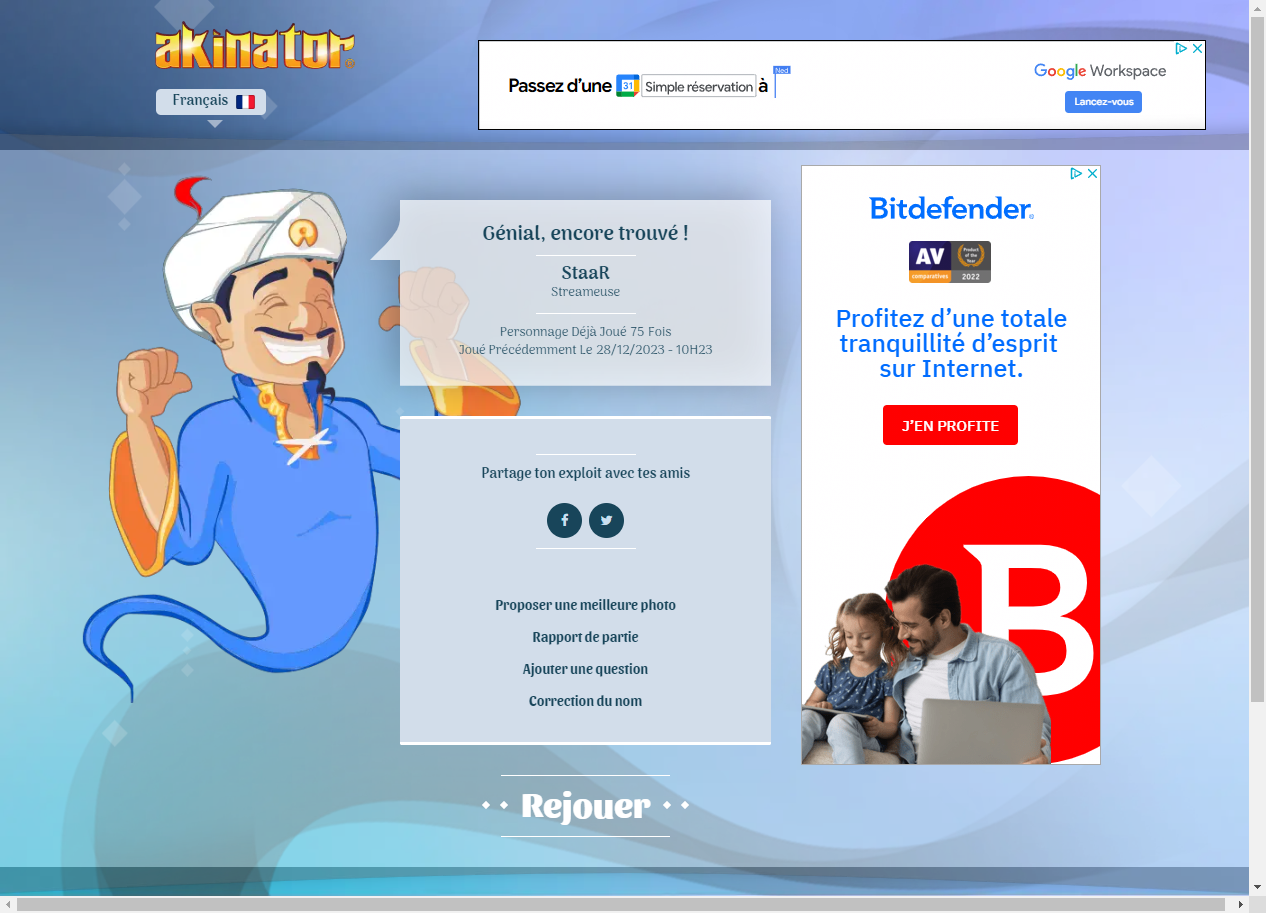 akinator
Français
Passez d'une 31 Simple réservation à
Ned
Google Workspace
Lancez-vous
Génial, encore trouvé !
StaaR
Streameuse
Personnage Déjà Joué 75 Fois
Joué Précédemment Le 28/12/2023 - 10H23
Partage ton exploit avec tes amis
Proposer une meilleure photo
Rapport de partie
Ajouter une question
Correction du nom
Rejouer
Bitdefender
AV
comparatives
Product
of the
Year
2022
Profitez d'une totale
tranquillité d'esprit
sur Internet.
J'EN PROFITE
B